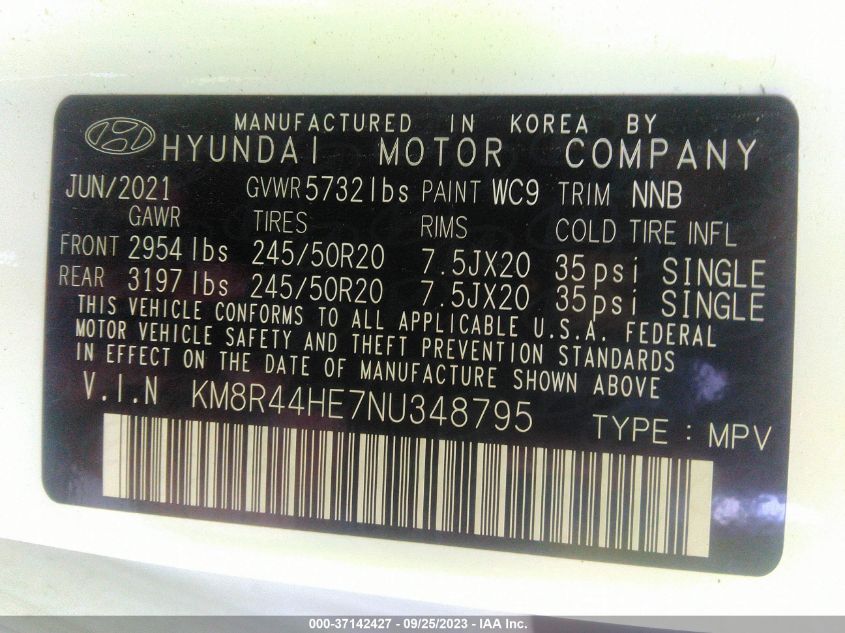 MANUFACTURED IN KOREA BY
HYUNDAI MOTOR COMPANY
JUN/2021 GVWR 5732 lbs PAINT WC9 TRIM NNB
GAWR TIRES RIMS COLD TIRE INFL
FRONT 2954 lbs 245/50R20 7.5JX20 35psi SINGLE
REAR 3197 lbs 245/50R20 7.5JX20 35psi SINGLE
THIS VEHICLE CONFORMS TO ALL APPLICABLE U.S.A. FEDERAL
MOTOR VEHICLE SAFETY AND THEFT PREVENTION STANDARDS
IN EFFECT ON THE DATE OF MANUFACTURE SHOWN ABOVE
V.I.N KM8R44HE7NU348795 TYPE : MPV
000-37142427 - 09/25/2023 - IAA Inc.